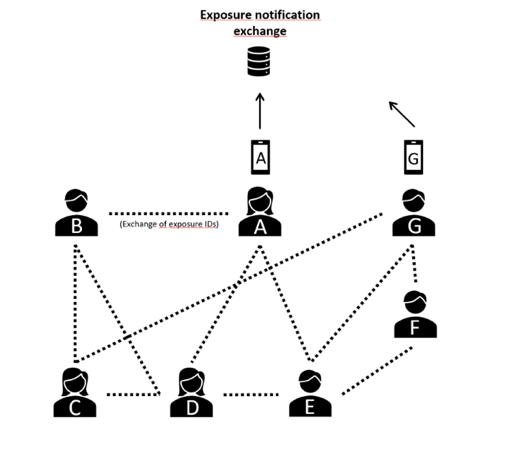 Exposure notification
exchange
A
G
B
(Exchange of exposure IDs)
A
G
F
C
D
E